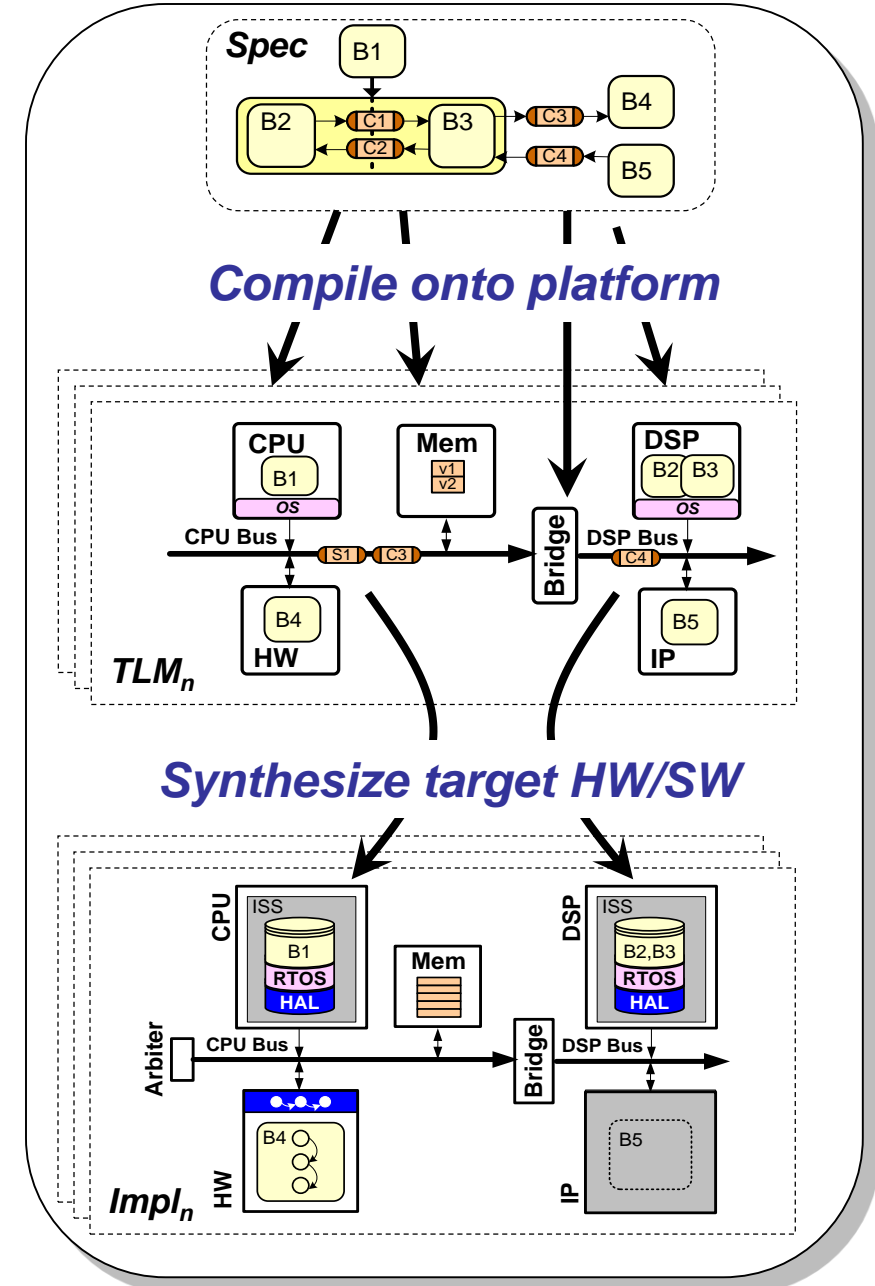 Spec
B1
B2
C1
B3
C3
B4
C2
C4
B5
Compile onto platform
CPU
B1
OS
Mem
v1
v2
DSP
B2
B3
OS
CPU Bus
S1
C3
Bridge
DSP Bus
C4
B4
HW
B5
IP
TLMn
Synthesize target HW/SW
CPU
ISS
B1
RTOS
HAL
Mem
DSP
ISS
B2,B3
RTOS
HAL
Arbiter
CPU Bus
Bridge
DSP Bus
B4
HW
B5
IP
Impln